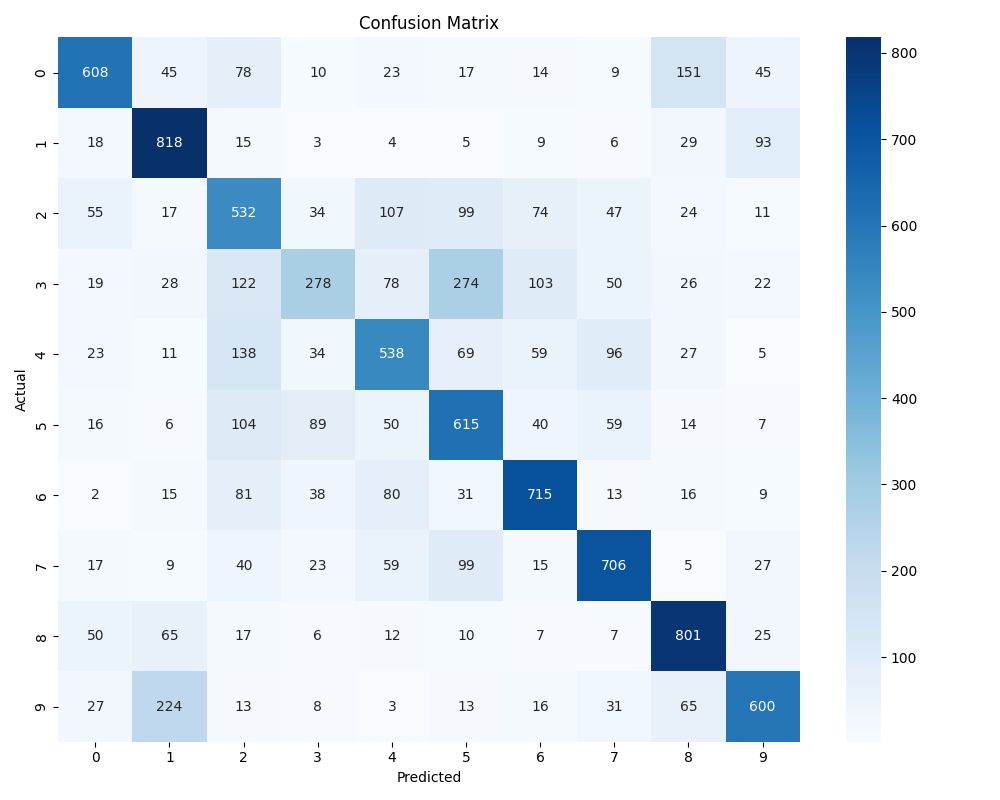 Confusion Matrix
0 608 45 78 10 23 17 14 9 151 45
1 18 818 15 3 4 5 9 6 29 93
2 55 17 532 34 107 99 74 47 24 11
3 19 28 122 278 78 274 103 50 26 22
4 23 11 138 34 538 69 59 96 27 5
5 16 6 104 89 50 615 40 59 14 7
6 2 15 81 38 80 31 715 13 16 9
7 17 9 40 23 59 99 15 706 5 27
8 50 65 17 6 12 10 7 7 801 25
9 27 224 13 8 3 13 16 31 65 600
0 1 2 3 4 5 6 7 8 9
Predicted
Actual
800
700
600
500
400
300
200
100